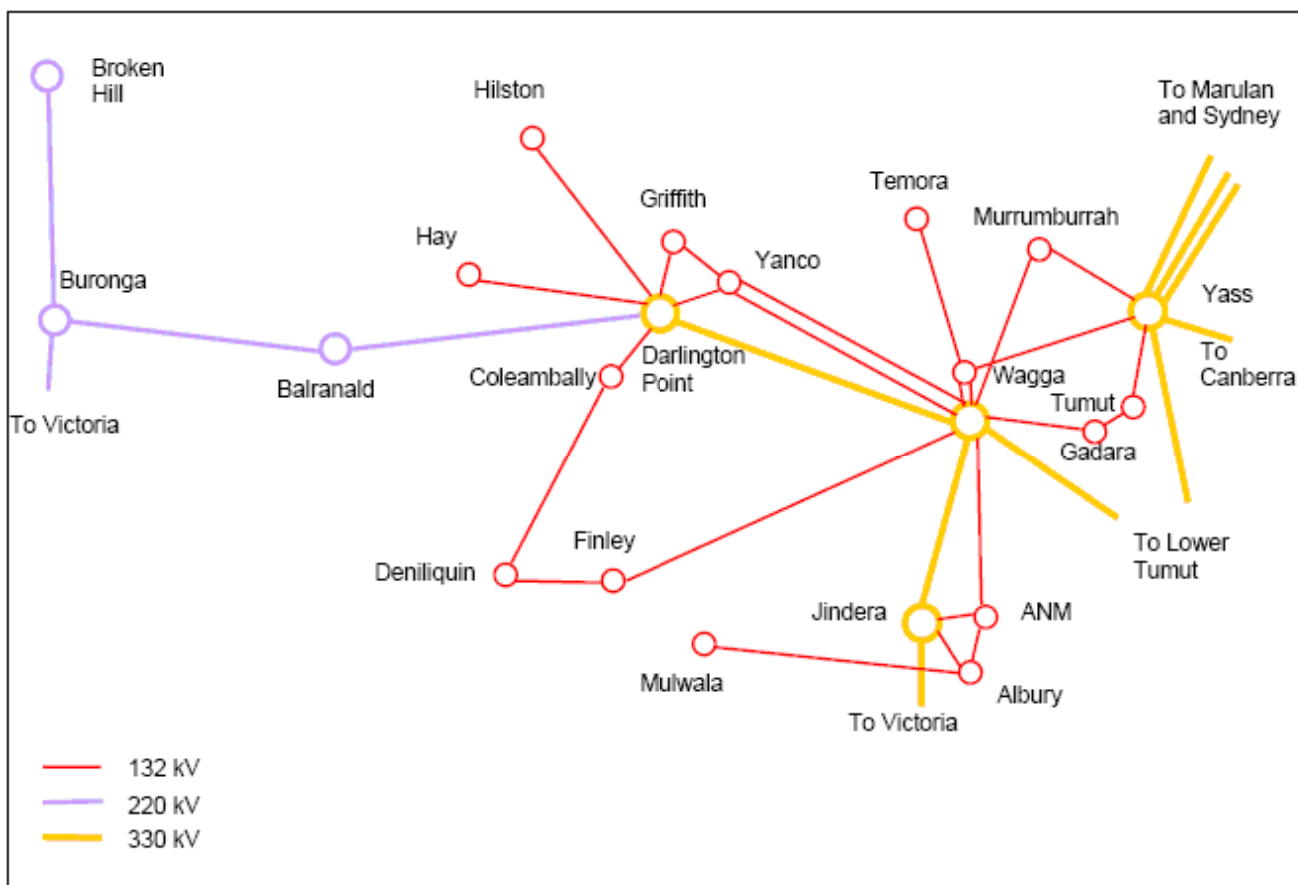 Broken
Hill
Hilston
To Marulan
and Sydney
Temora
Griffith
Murrumburrah
Hay
Yanco
Buronga
Yass
Darlington
Point
To
Canberra
Coleambally
Wagga
Balranald
Tumut
To Victoria
Gadara
Finley
To Lower
Tumut
Deniliquin
Jindera
ANM
Mulwala
Albury
To Victoria
132 kV
220 kV
330 kV